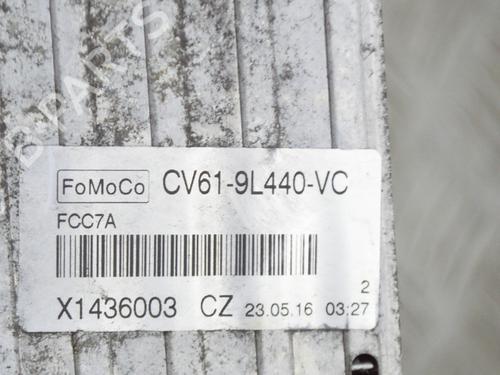 B-PARTS
FoMoCo CV61-9L440-VC
FCC7A
2
X1436003 CZ 23.05.16 03:27